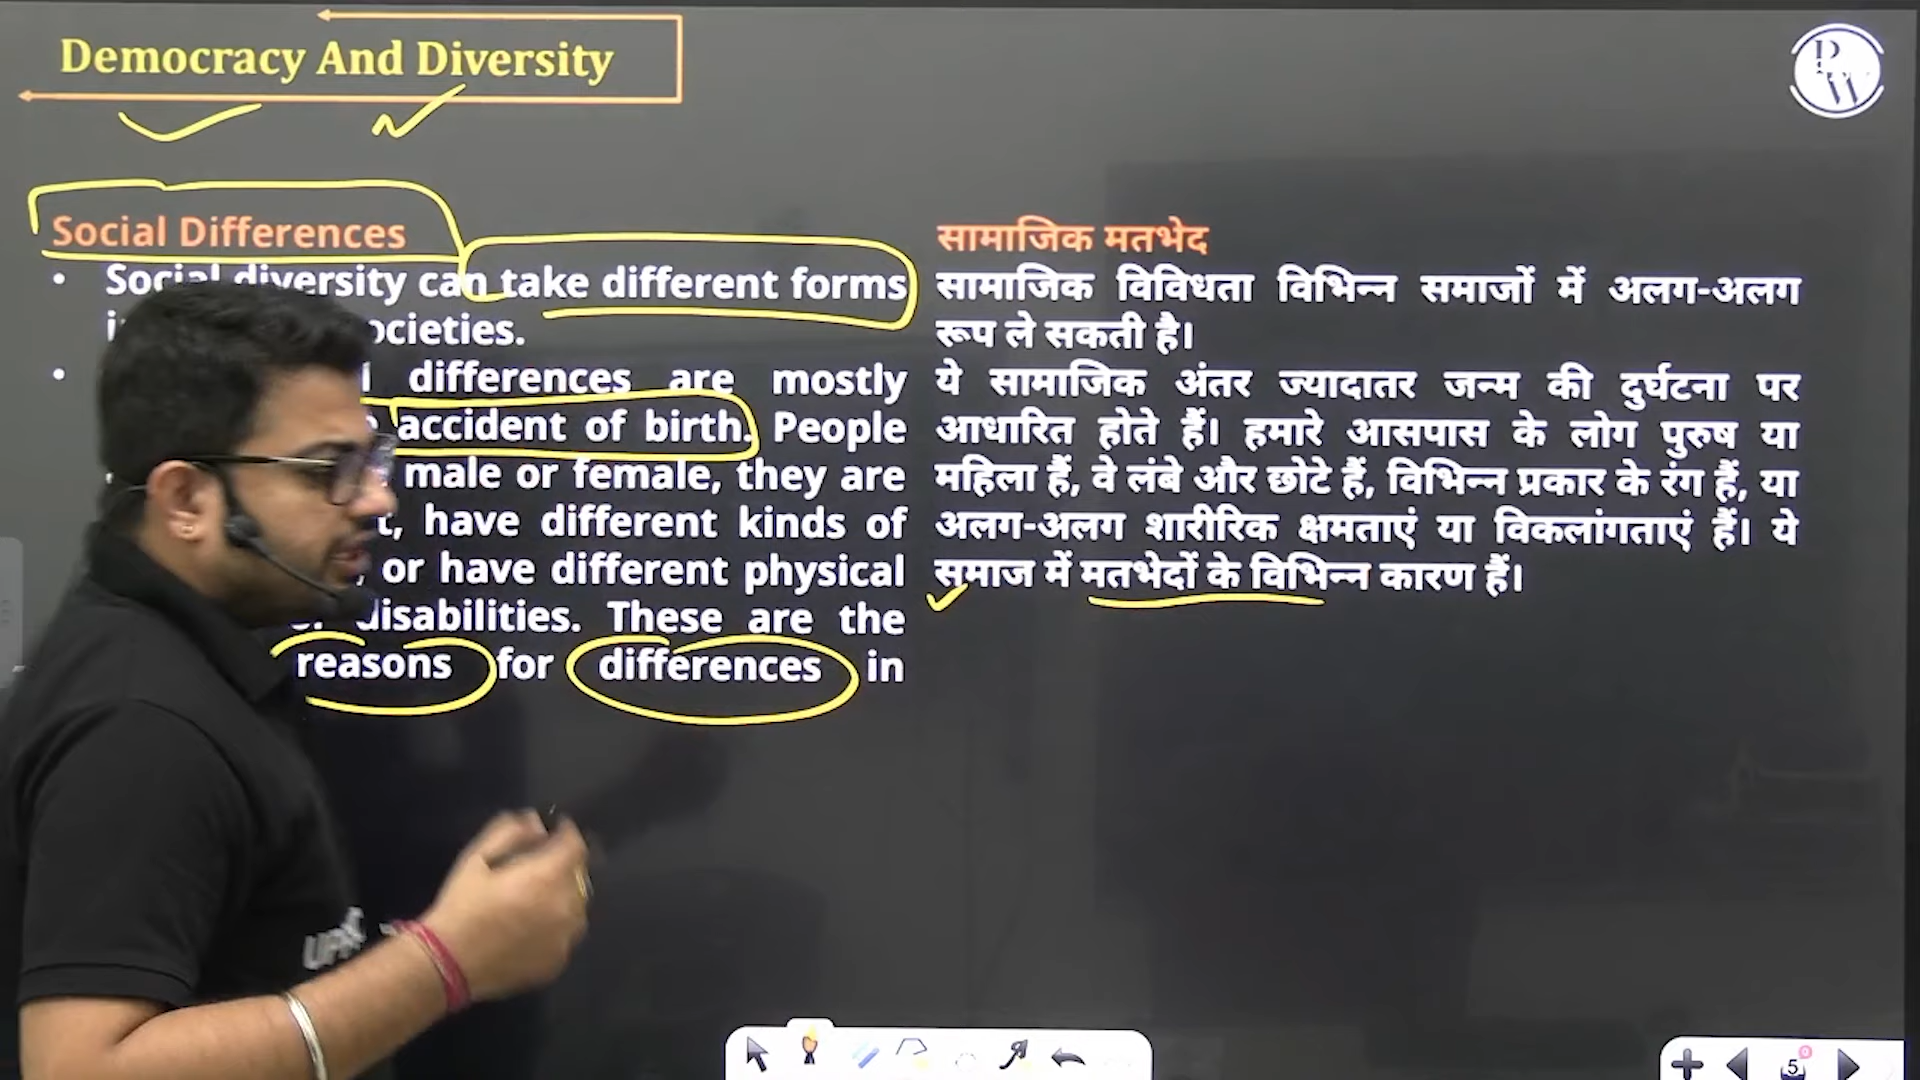 Democracy And Diversity
Social Differences
Social diversity can take different forms
ocieties.
differences are mostly
accident of birth. People
male or female, they are
have different kinds of
or have different physical
disabilities. These are the
reasons for differences in
सामाजिक मतभेद
सामाजिक विविधता विभिन्न समाजों में अलग-अलग
रूप ले सकती है।
ये सामाजिक अंतर ज्यादातर जन्म की दुर्घटना पर
आधारित होते हैं। हमारे आसपास के लोग पुरुष या
महिला हैं, वे लंबे और छोटे हैं, विभिन्न प्रकार के रंग हैं, या
अलग-अलग शारीरिक क्षमताएं या विकलांगताएं हैं। ये
समाज में मतभेदों के विभिन्न कारण हैं।
5